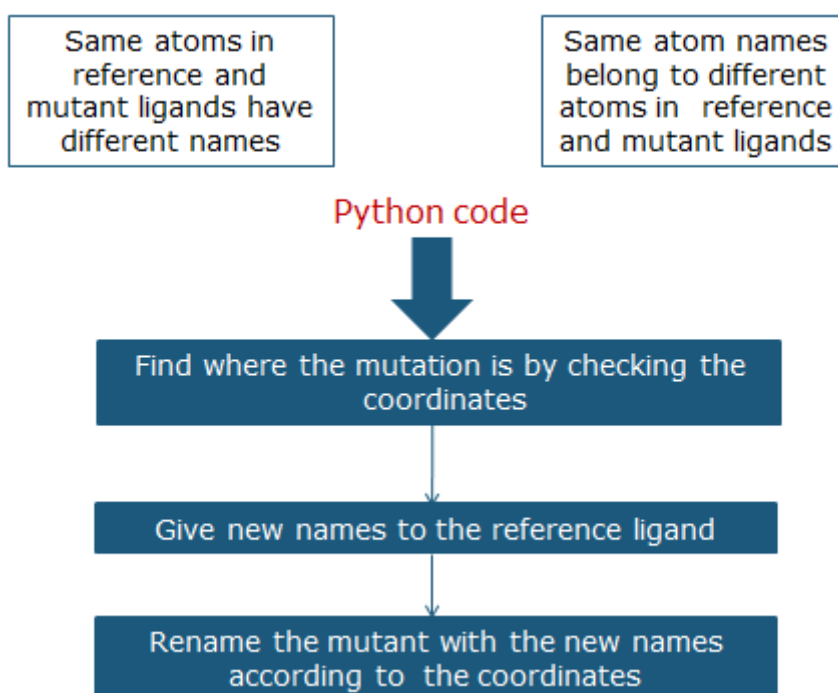 Same atoms in
reference and
mutant ligands have
different names
Same atom names
belong to different
atoms in reference
and mutant ligands
Python code
Find where the mutation is by checking the
coordinates
Give new names to the reference ligand
Rename the mutant with the new names
according to the coordinates